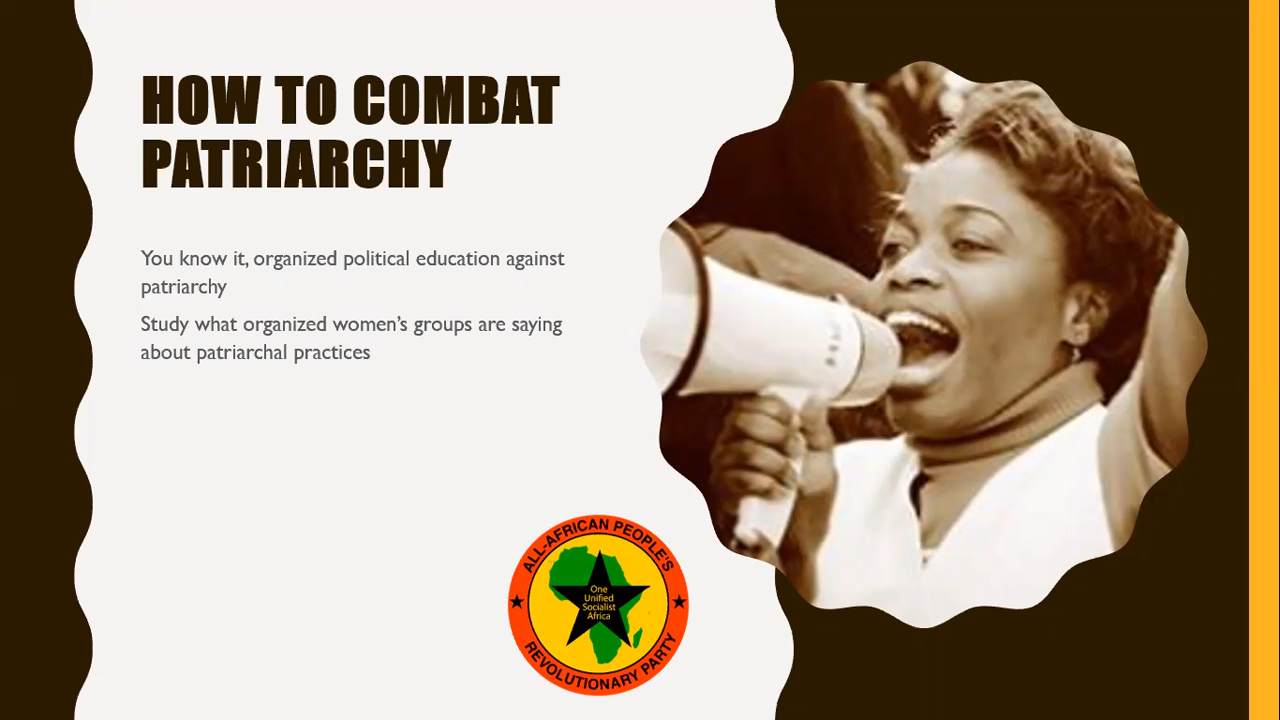 HOW TO COMBAT
PATRIARCHY
You know it, organized political education against
patriarchy
Study what organized women's groups are saying
about patriarchal practices
ALL-AFRICAN PEOPLE'S
One
Unified
Socialist
Africa
REVOLUTIONARY PARTY